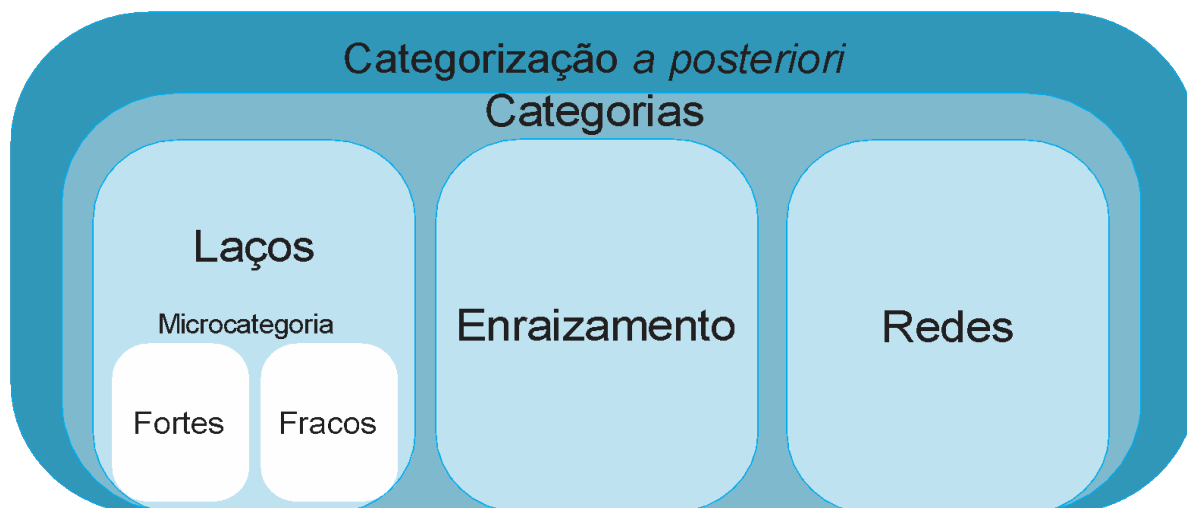 Categorização a posteriori
Categorias
Laços
Microcategoria
Fortes
Fracos
Enraizamento
Redes